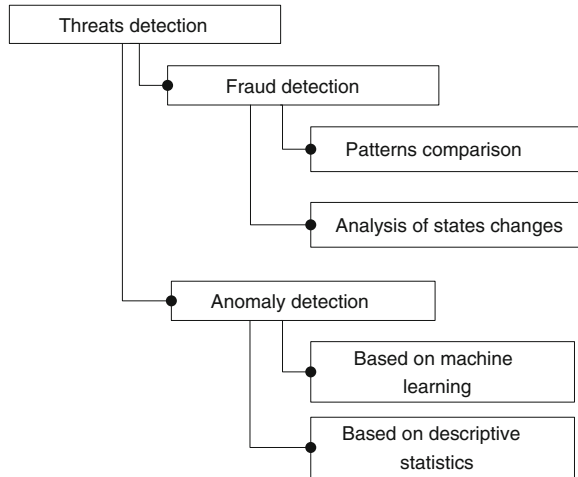 Threats detection
Fraud detection
Patterns comparison
Analysis of states changes
Anomaly detection
Based on machine
learning
Based on descriptive
statistics